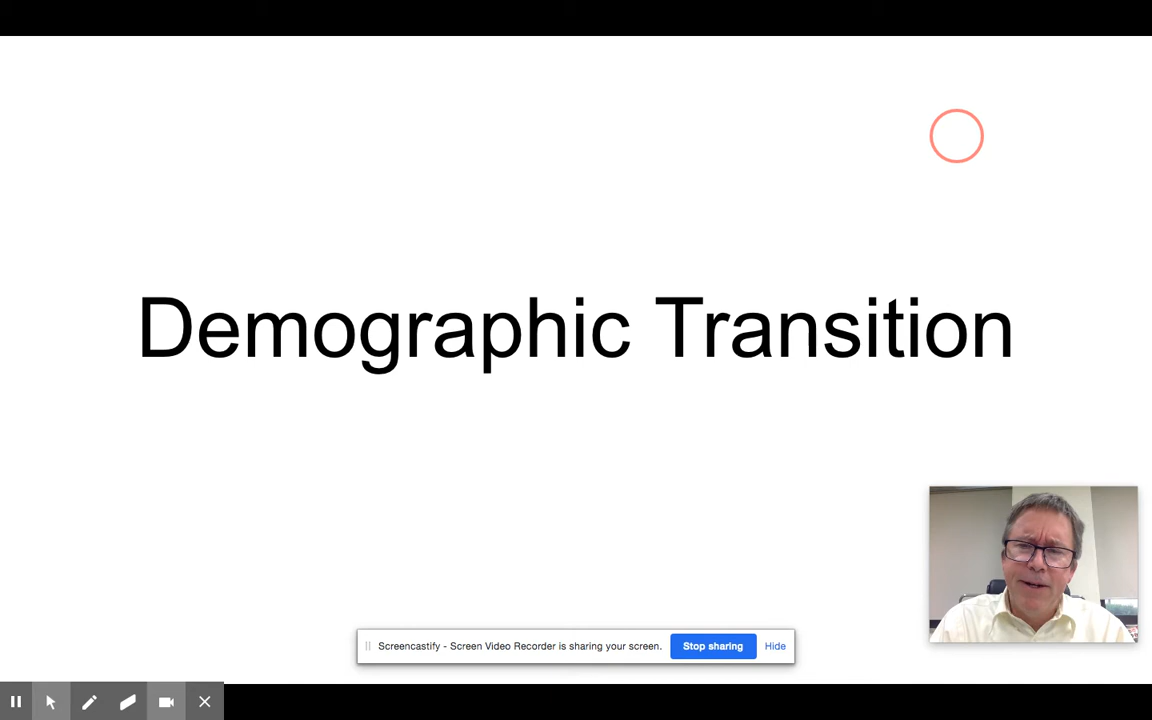 Demographic Transition
Screencastify - Screen Video Recorder is sharing your screen. Stop sharing Hide